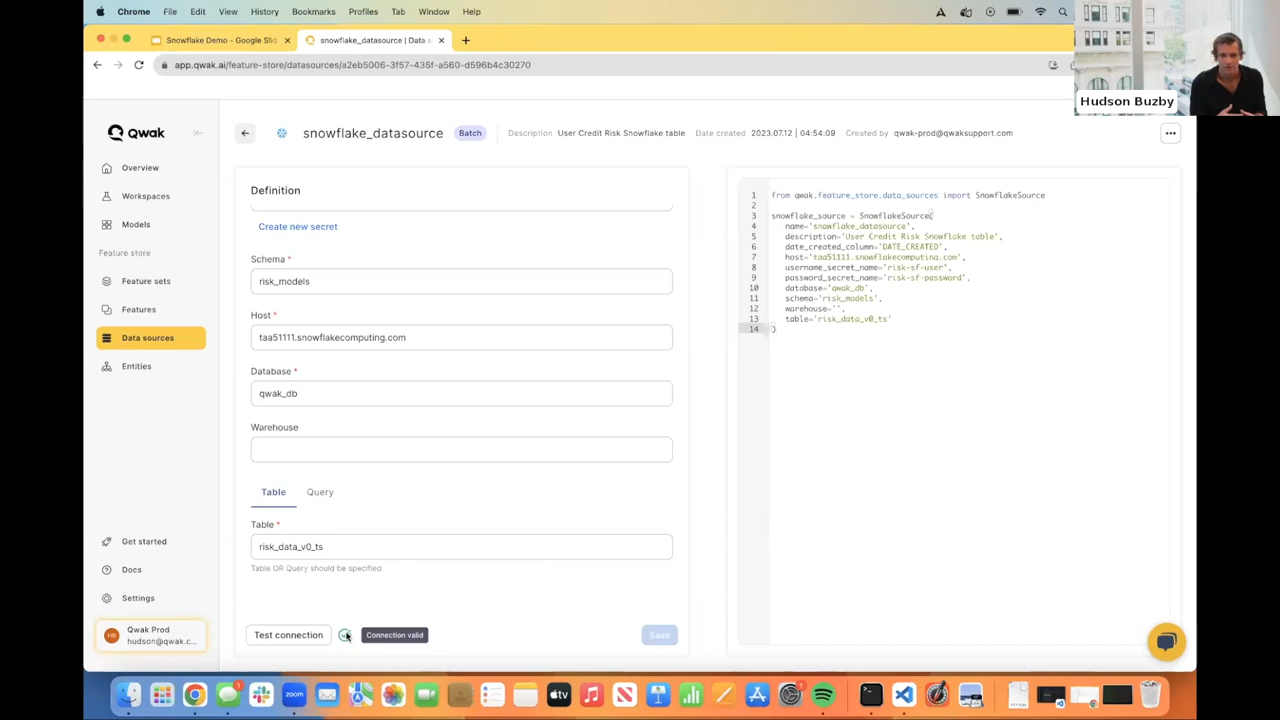 Chrome File Edit View History Bookmarks Profiles Tab Window Help
Snowflake Demo - Google Slid
snowflake_datasource | Data s
app.qwak.ai/feature-store/datasources/a2eb5006-3f57-435f-a560-d596b4c30270
Hudson Buzby
Qwak
snowflake_datasource
Batch
Description User Credit Risk Snowflake table
Date created 2023.07.12 | 04:54:09
Created by qwak-prod@qwaksupport.com
Overview
Workspaces
Models
Feature store
Feature sets
Features
Data sources
Entities
Get started
Docs
Settings
HB
Qwak Prod
hudson@qwak.c...
Definition
Create new secret
Schema *
risk_models
Host *
taa51111.snowflakecomputing.com
Database *
qwak_db
Warehouse
Table Query
Table *
risk_data_v0_ts
Table OR Query should be specified
Test connection
Connection valid
Save
1 from qwak.feature_store.data_sources import SnowflakeSource
2
3 snowflake_source = SnowflakeSource(
4 name='snowflake_datasource',
5 description='User Credit Risk Snowflake table',
6 date_created_column='DATE_CREATED',
7 host='taa51111.snowflakecomputing.com',
8 username_secret_name='risk-sf-user',
9 password_secret_name='risk-sf-password',
10 database='qwak_db',
11 schema='risk_models',
12 warehouse='',
13 table='risk_data_v0_ts'
14 )
zoom
tv